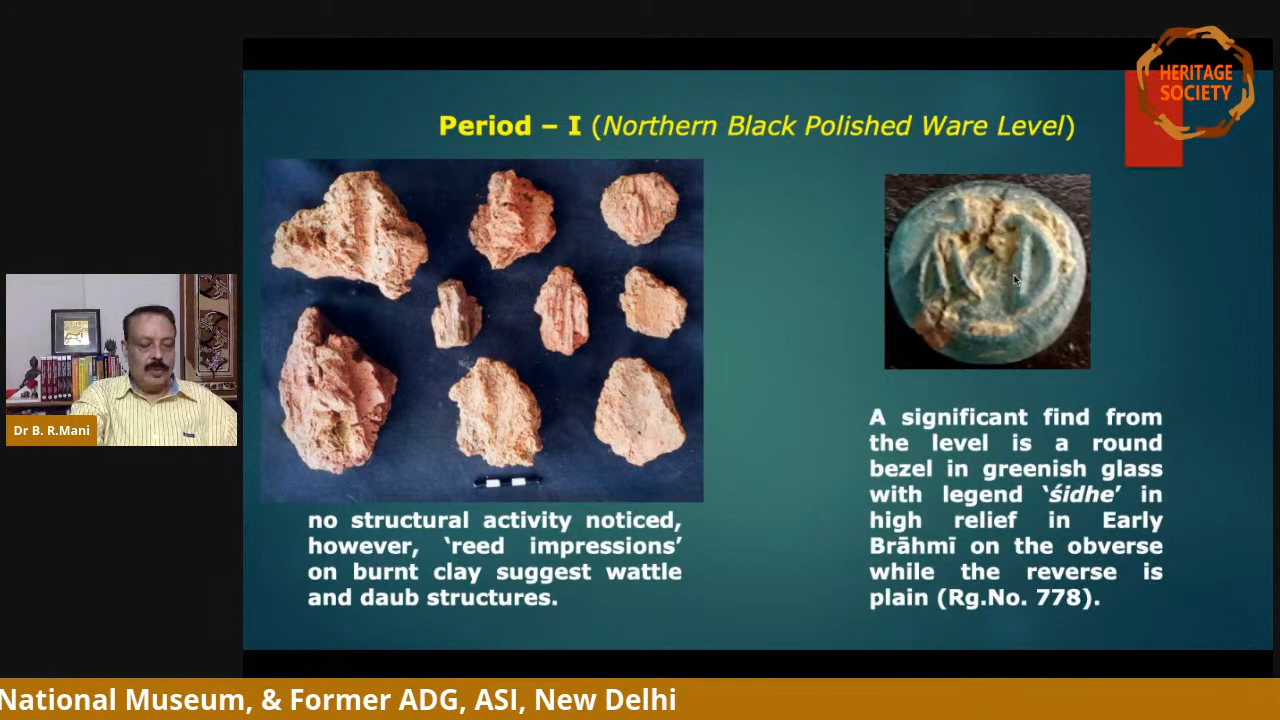 HERITAGE
SOCIETY
Period – I (Northern Black Polished Ware Level)
no structural activity noticed,
however, ‘reed impressions’
on burnt clay suggest wattle
and daub structures.
A significant find from
the level is a round
bezel in greenish glass
with legend ‘śidhe’ in
high relief in Early
Brāhmī on the obverse
while the reverse is
plain (Rg.No. 778).
Dr B. R.Mani
National Museum, & Former ADG, ASI, New Delhi